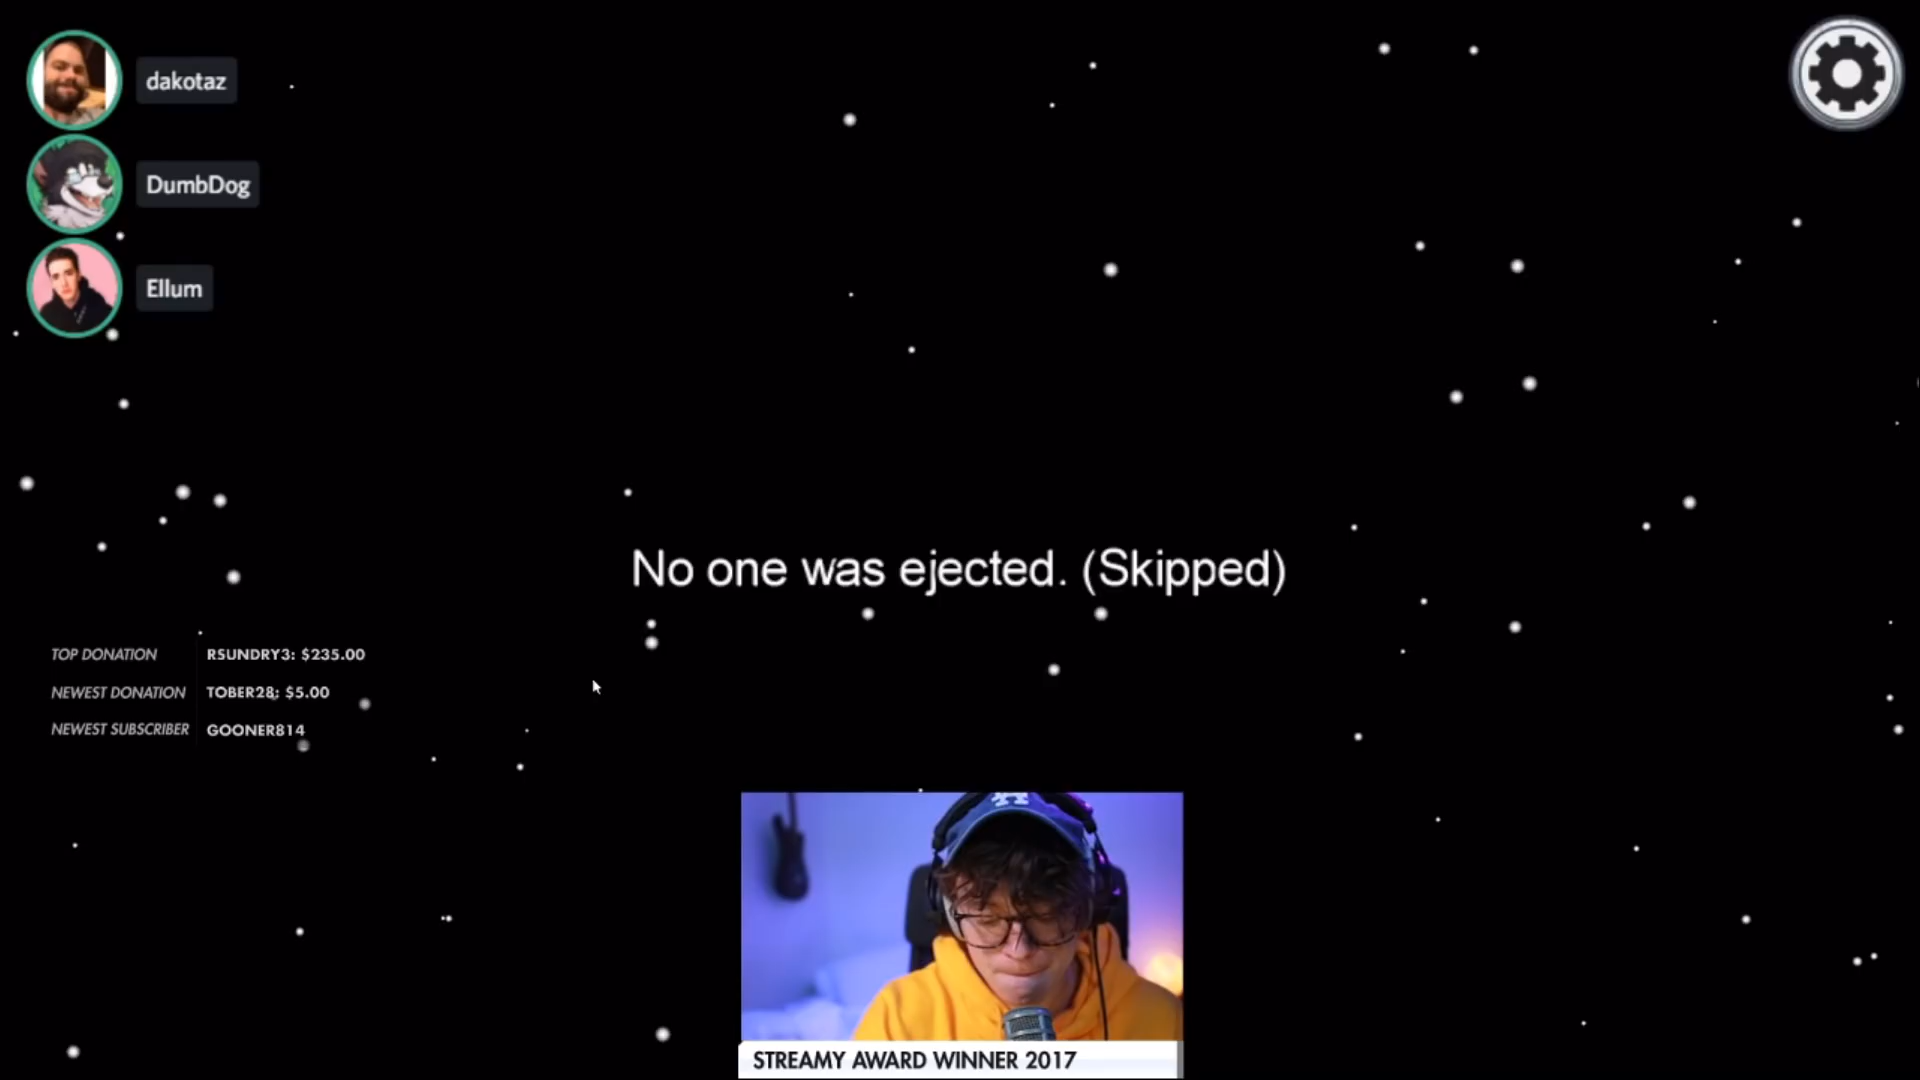 dakotaz
DumbDog
Ellum
No one was ejected. (Skipped)
TOP DONATION RSUNDRY3: $235.00
NEWEST DONATION TOBER28: $5.00
NEWEST SUBSCRIBER GOONER814
STREAMY AWARD WINNER 2017